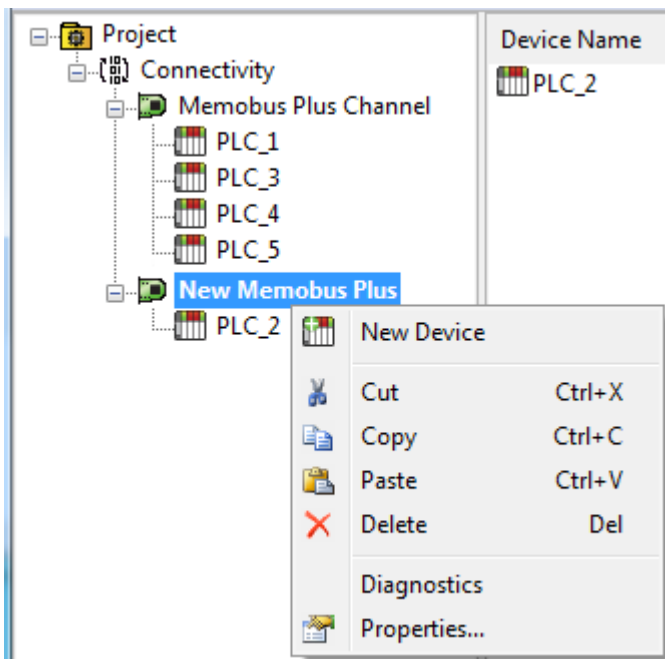 Project
Connectivity
Memobus Plus Channel
PLC_1
PLC_3
PLC_4
PLC_5
New Memobus Plus
PLC_2
Device Name
PLC_2
New Device
Cut Ctrl+X
Copy Ctrl+C
Paste Ctrl+V
Delete Del
Diagnostics
Properties...